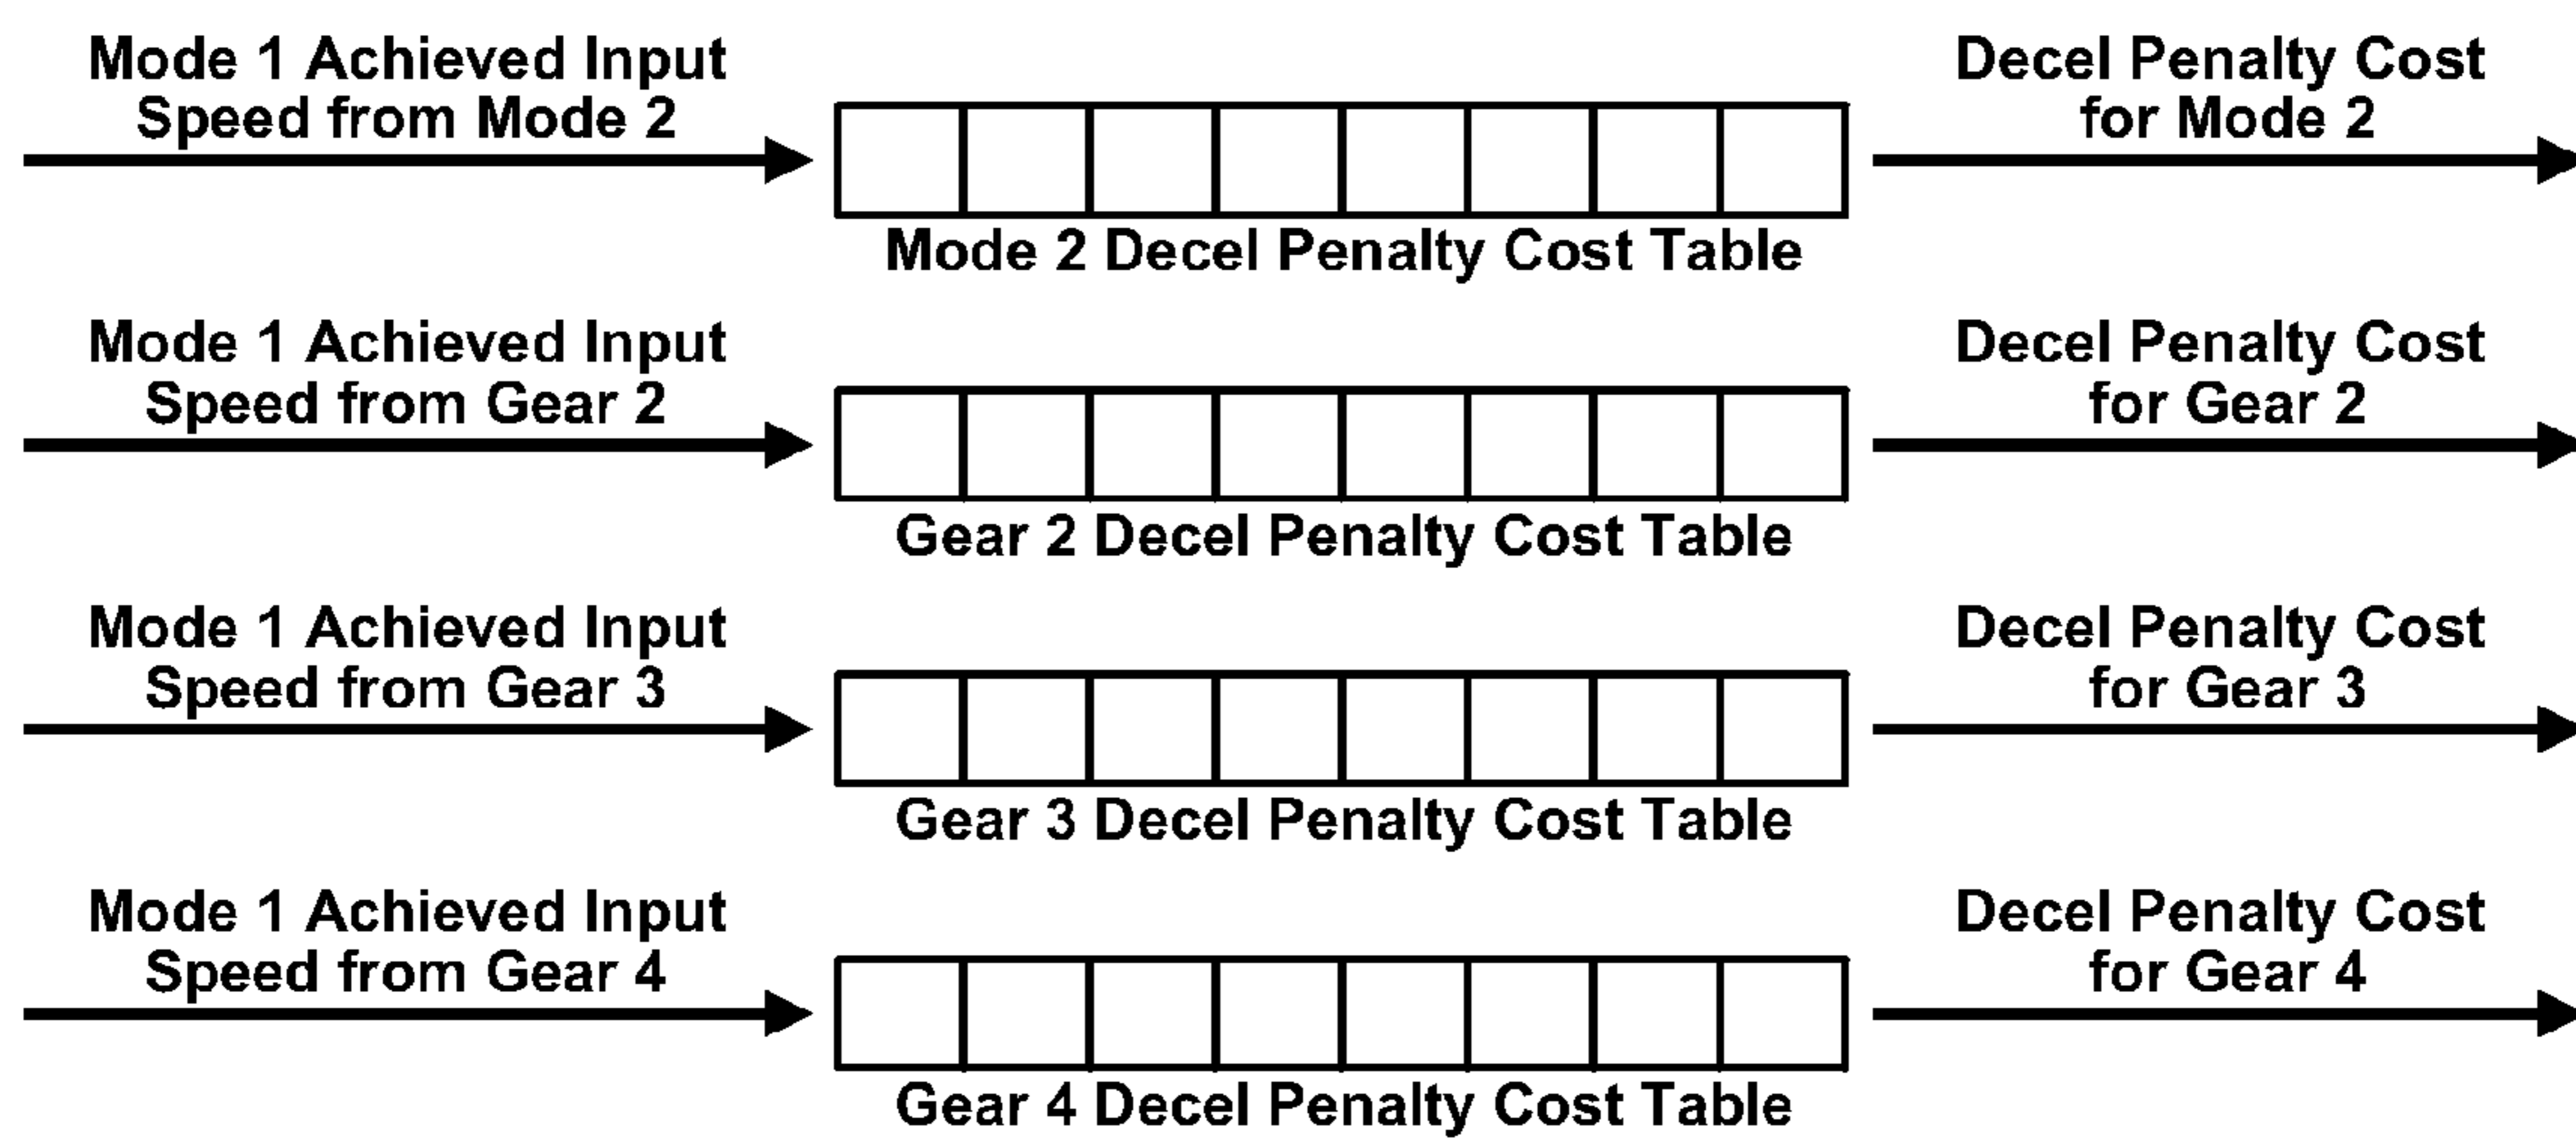 Mode 1 Achieved Input
Speed from Mode 2
Decel Penalty Cost
for Mode 2
Mode 2 Decel Penalty Cost Table
Mode 1 Achieved Input
Speed from Gear 2
Decel Penalty Cost
for Gear 2
Gear 2 Decel Penalty Cost Table
Mode 1 Achieved Input
Speed from Gear 3
Decel Penalty Cost
for Gear 3
Gear 3 Decel Penalty Cost Table
Mode 1 Achieved Input
Speed from Gear 4
Decel Penalty Cost
for Gear 4
Gear 4 Decel Penalty Cost Table